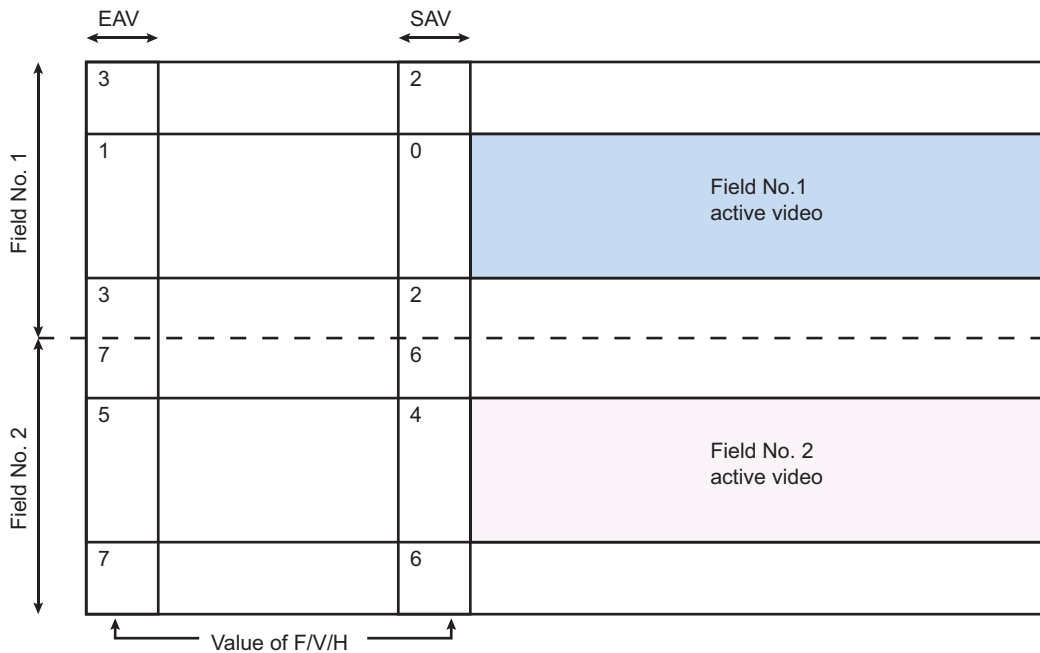 EAV SAV
3 2
1 0
Field No. 1
Field No.1
active video
3 2
7 6
5 4
Field No. 2
Field No. 2
active video
7 6
Value of F/V/H